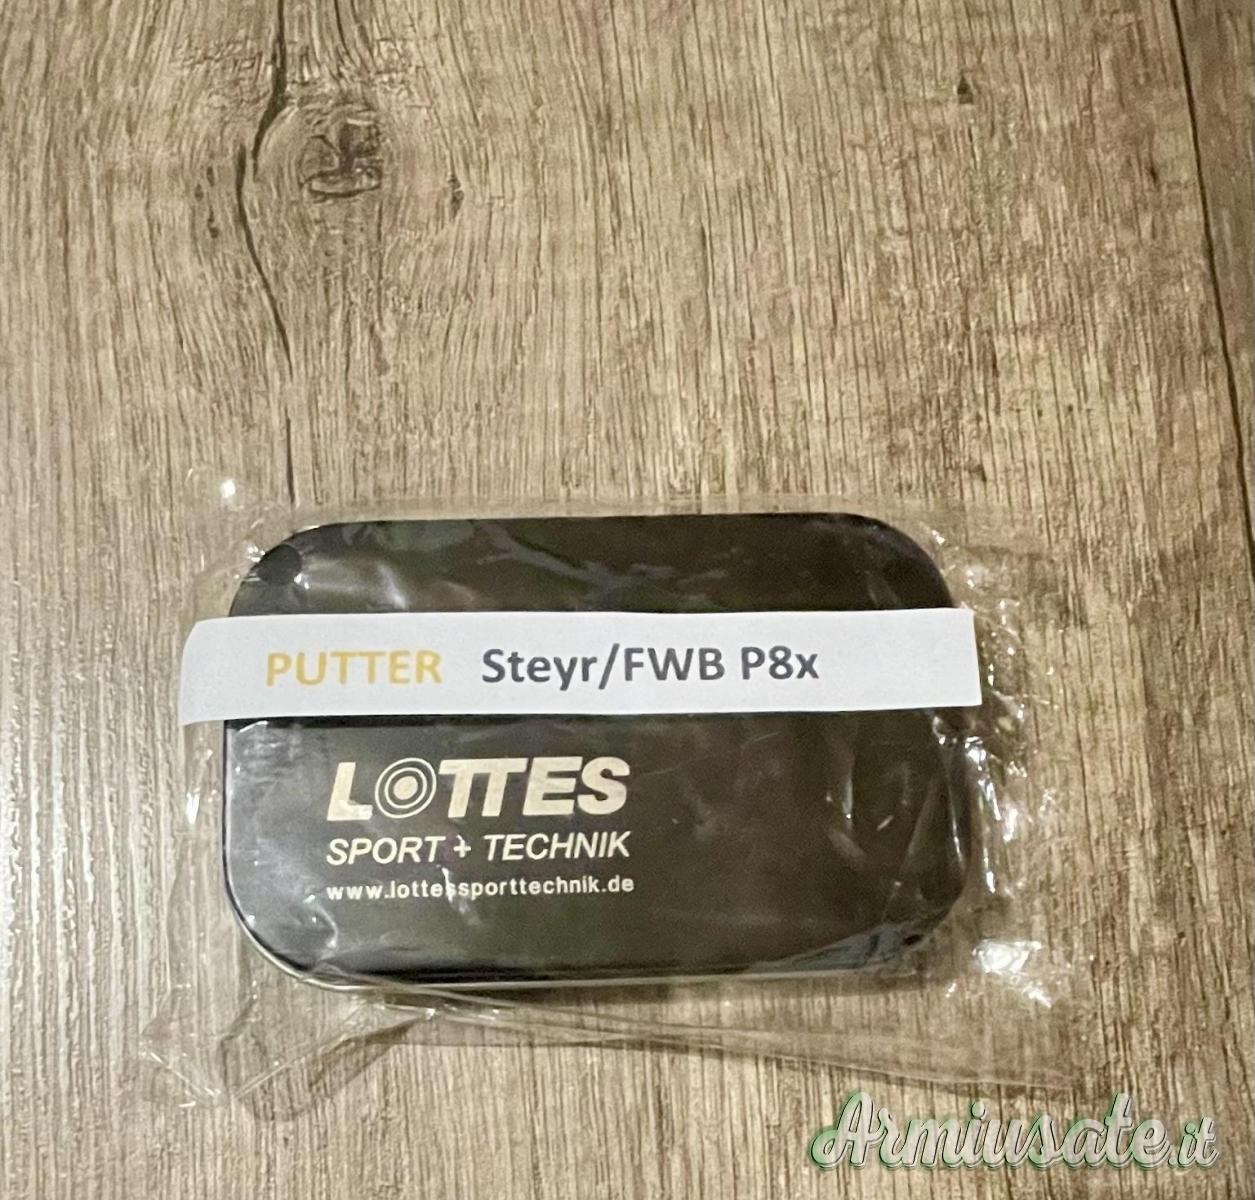 PUTTER Steyr/FWB P8x
LOTTES
SPORT + TECHNIK
www.lottessporttechnik.de
Armiusate.it